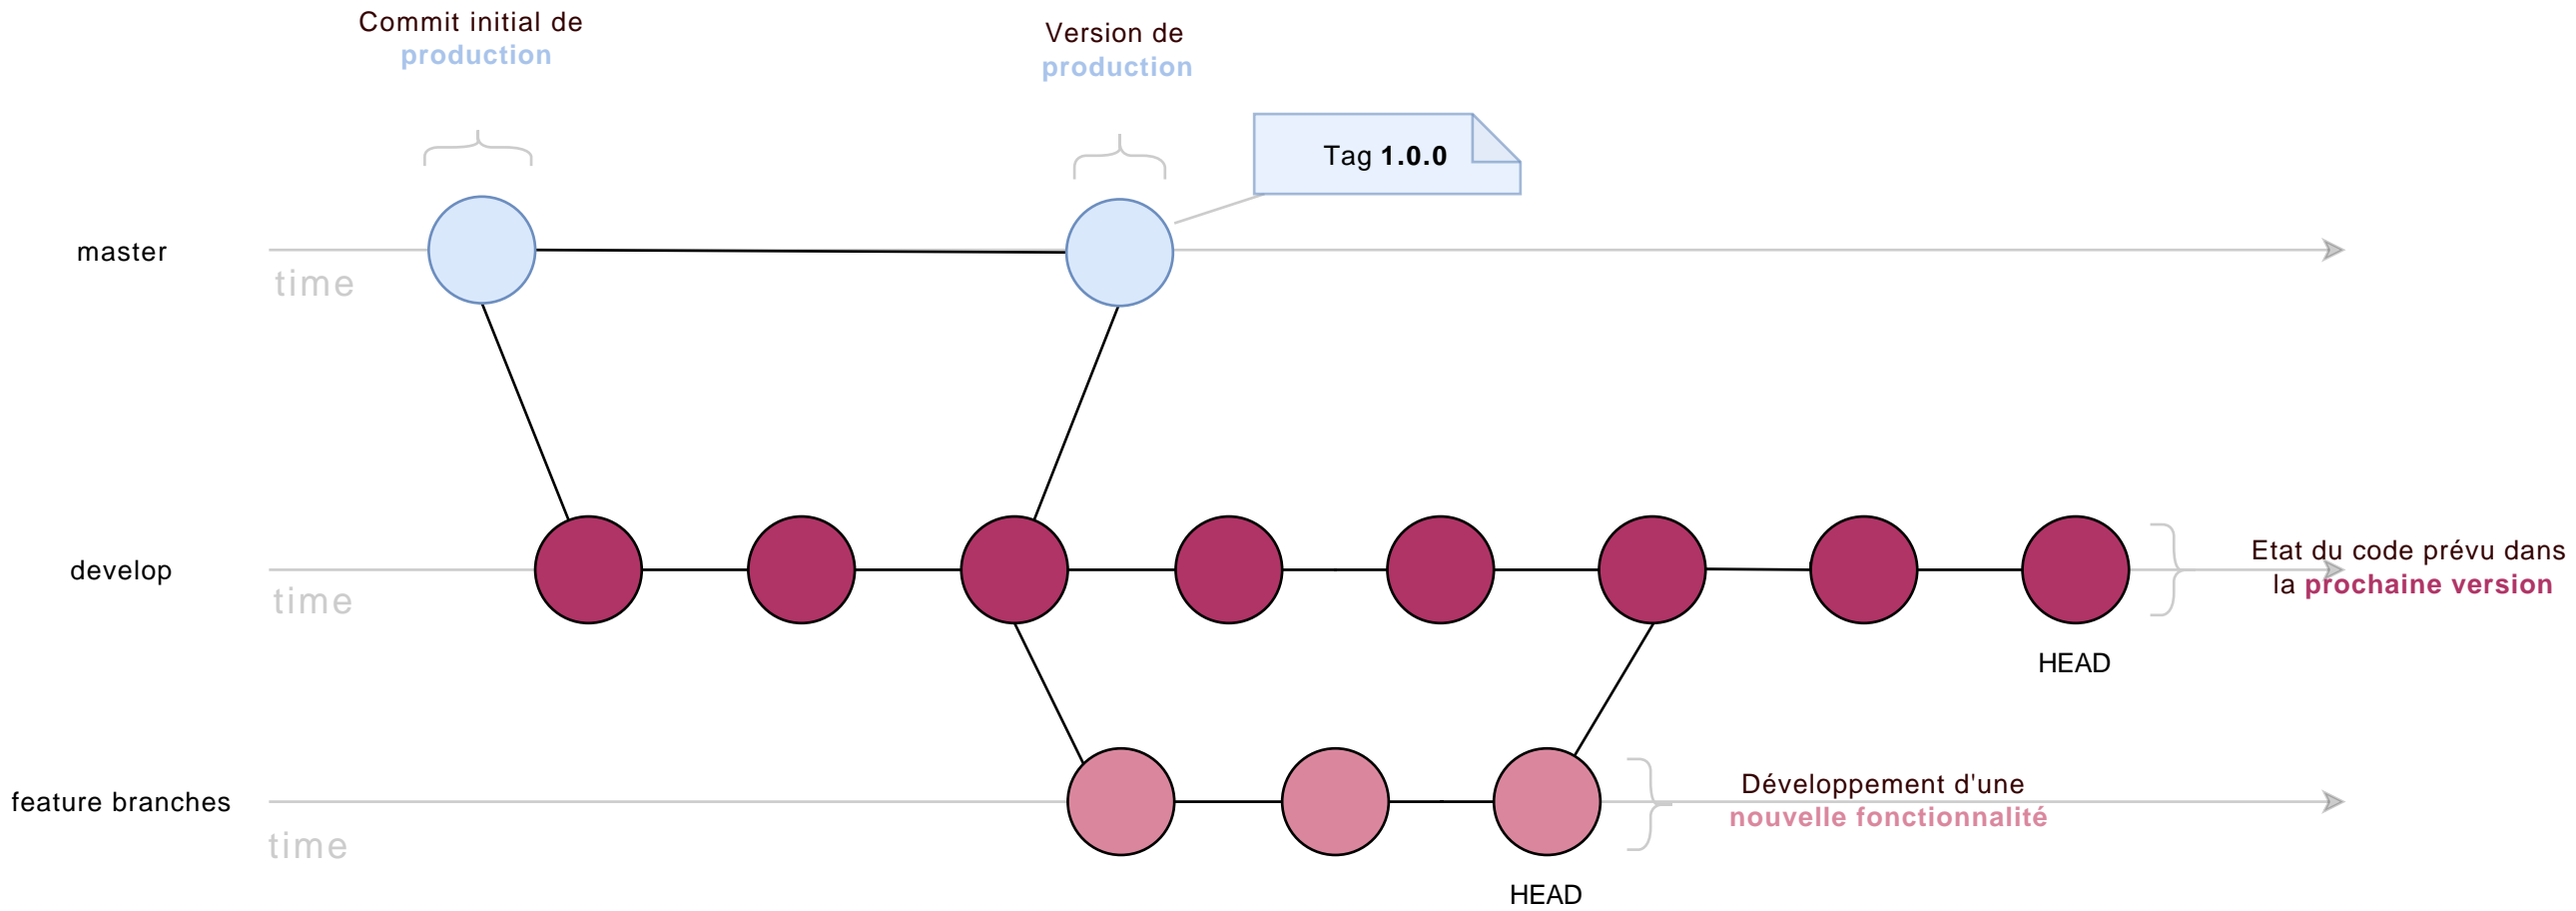 Commit initial de
production
Version de
production
Tag 1.0.0
master
time
develop
time
Etat du code prévu dans
la prochaine version
HEAD
feature branches
time
Développement d'une
nouvelle fonctionnalité
HEAD